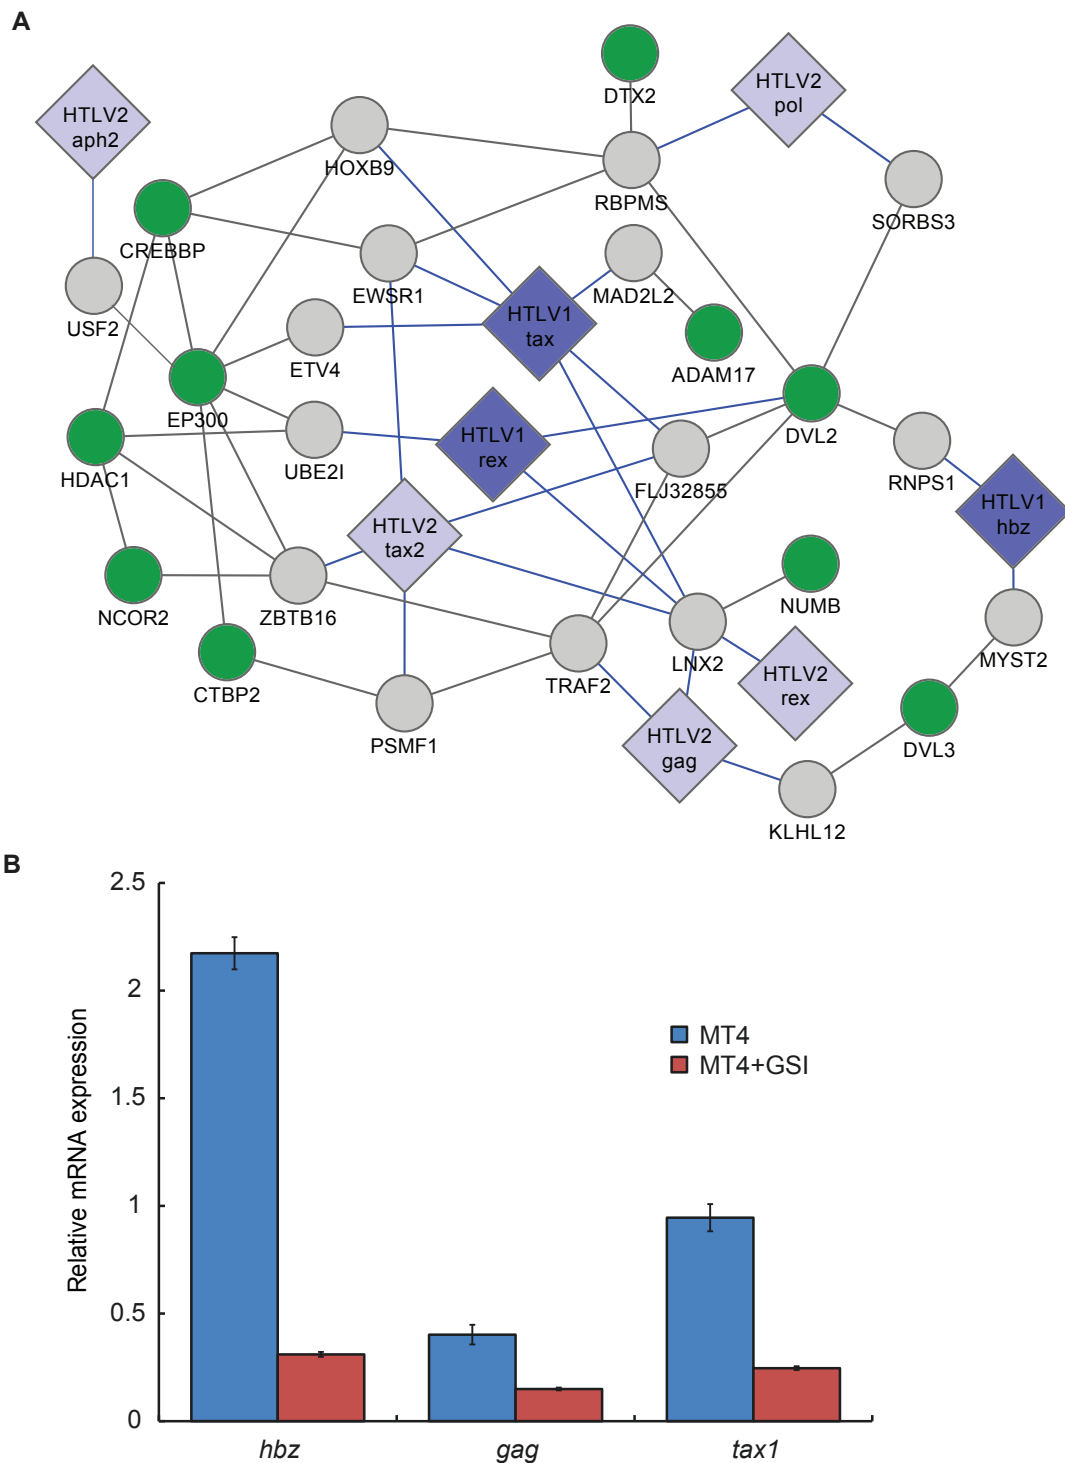 A
HTLV2
aph2
DTX2
HTLV2
pol
HOXB9
RBPMS
SORBS3
CREBBP
EWSR1
MAD2L2
USF2
HTLV1
tax
ETV4
ADAM17
EP300
DVL2
HDAC1
UBE2I
HTLV1
rex
FLJ32855
RNPS1
HTLV1
hbz
HTLV2
tax2
NCOR2
ZBTB16
NUMB
MYST2
CTBP2
TRAF2
LNX2
HTLV2
rex
PSMF1
HTLV2
gag
DVL3
KLHL12
B
Relative mRNA expression
2.5
2
1.5
1
0.5
0
MT4
MT4+GSI
hbz
gag
tax1